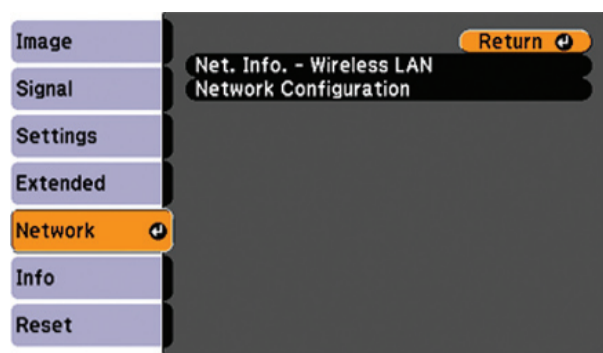 Image
Signal
Settings
Extended
Network
Info
Reset
Return
Net. Info. - Wireless LAN
Network Configuration